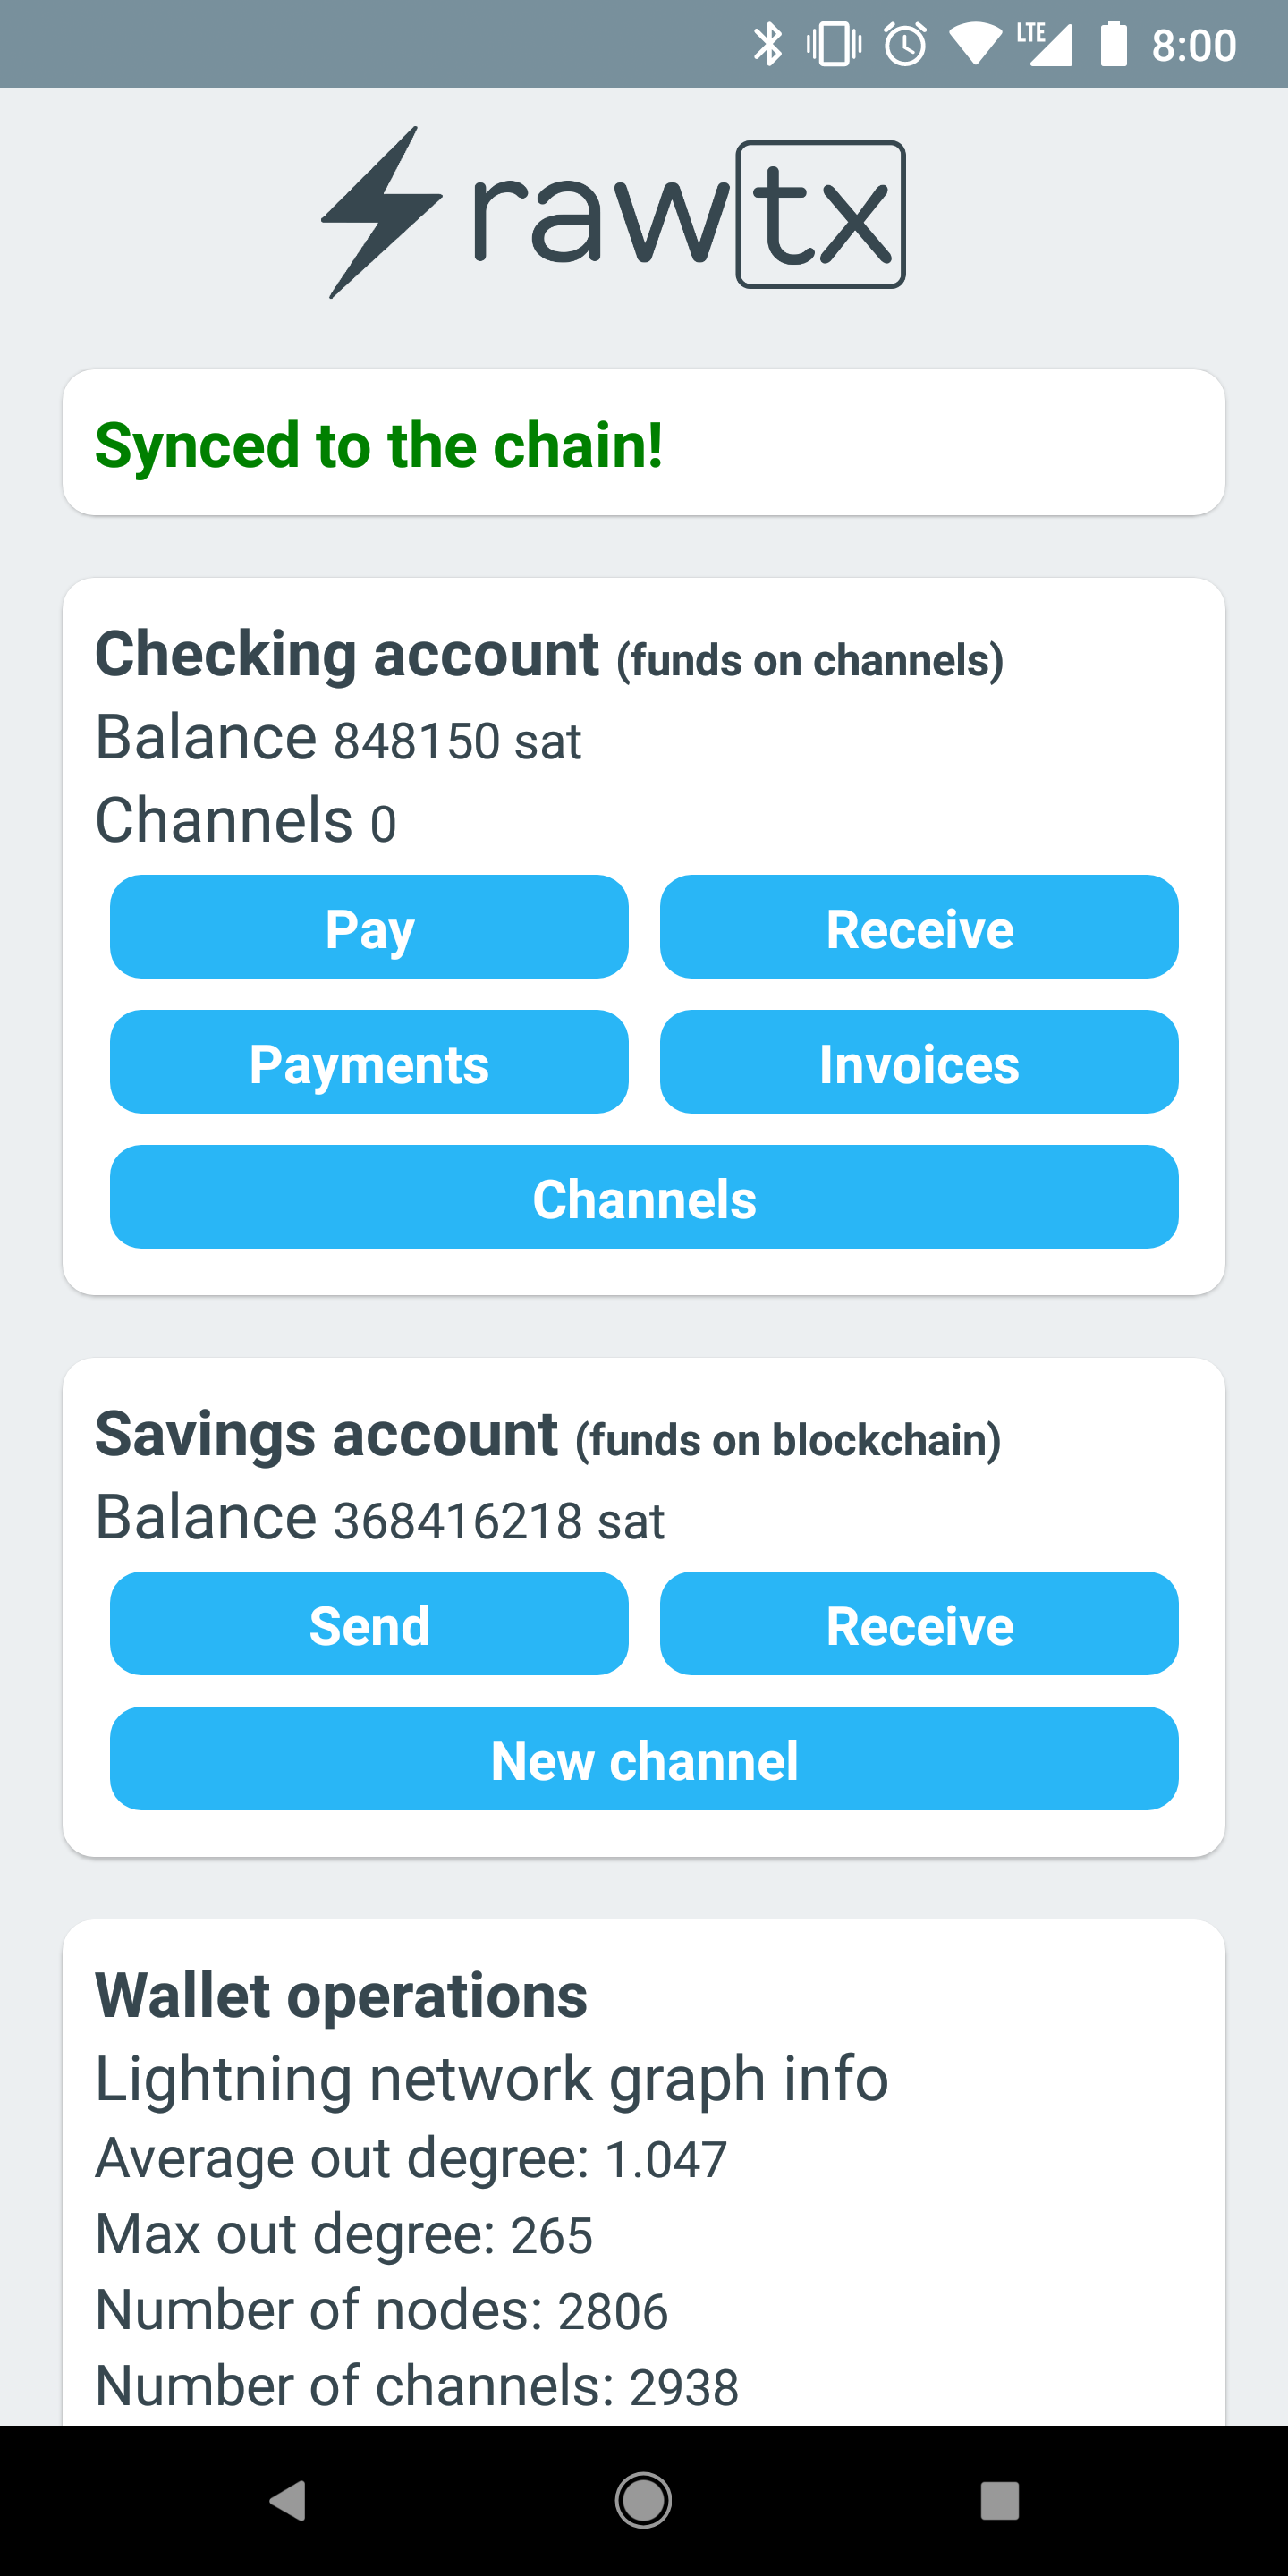 LTE 8:00
rawtx
Synced to the chain!
Checking account (funds on channels)
Balance 848150 sat
Channels 0
Pay Receive
Payments Invoices
Channels
Savings account (funds on blockchain)
Balance 368416218 sat
Send Receive
New channel
Wallet operations
Lightning network graph info
Average out degree: 1.047
Max out degree: 265
Number of nodes: 2806
Number of channels: 2938